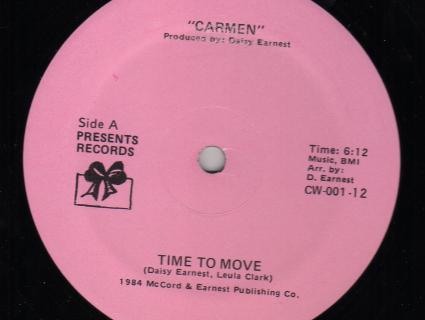 "CARMEN"
Produced by: Daisy Earnest
Side A
PRESENTS
RECORDS
Time: 6:12
Music, BMI
Arr. by:
D. Earnest
CW-001-12
TIME TO MOVE
(Daisy Earnest, Leula Clark)
1984 McCord & Earnest Publishing Co.